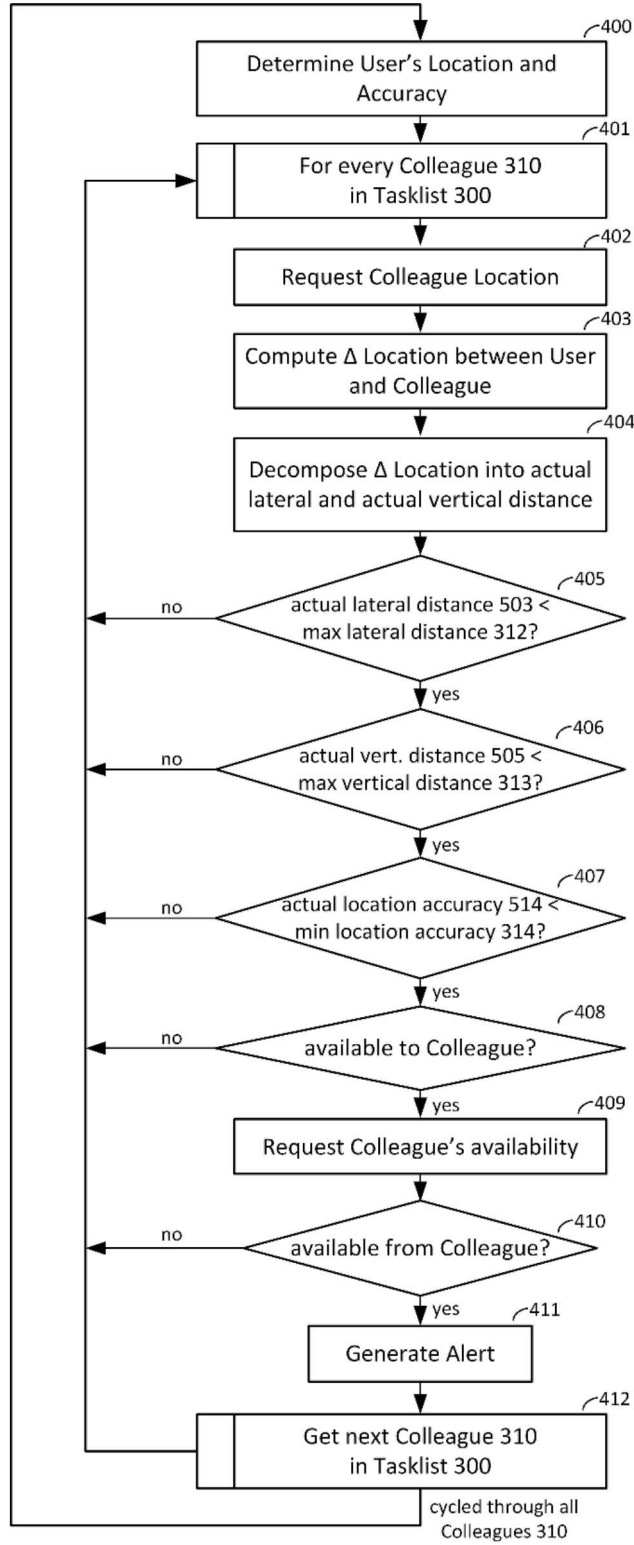 400
Determine User's Location and
Accuracy
401
For every Colleague 310
in Tasklist 300
402
Request Colleague Location
403
Compute Δ Location between User
and Colleague
404
Decompose Δ Location into actual
lateral and actual vertical distance
405
no
actual lateral distance 503 <
max lateral distance 312?
yes
406
no
actual vert. distance 505 <
max vertical distance 313?
yes
407
no
actual location accuracy 514 <
min location accuracy 314?
yes
408
no
available to Colleague?
yes
409
Request Colleague's availability
410
no
available from Colleague?
yes
411
Generate Alert
412
Get next Colleague 310
in Tasklist 300
cycled through all
Colleagues 310